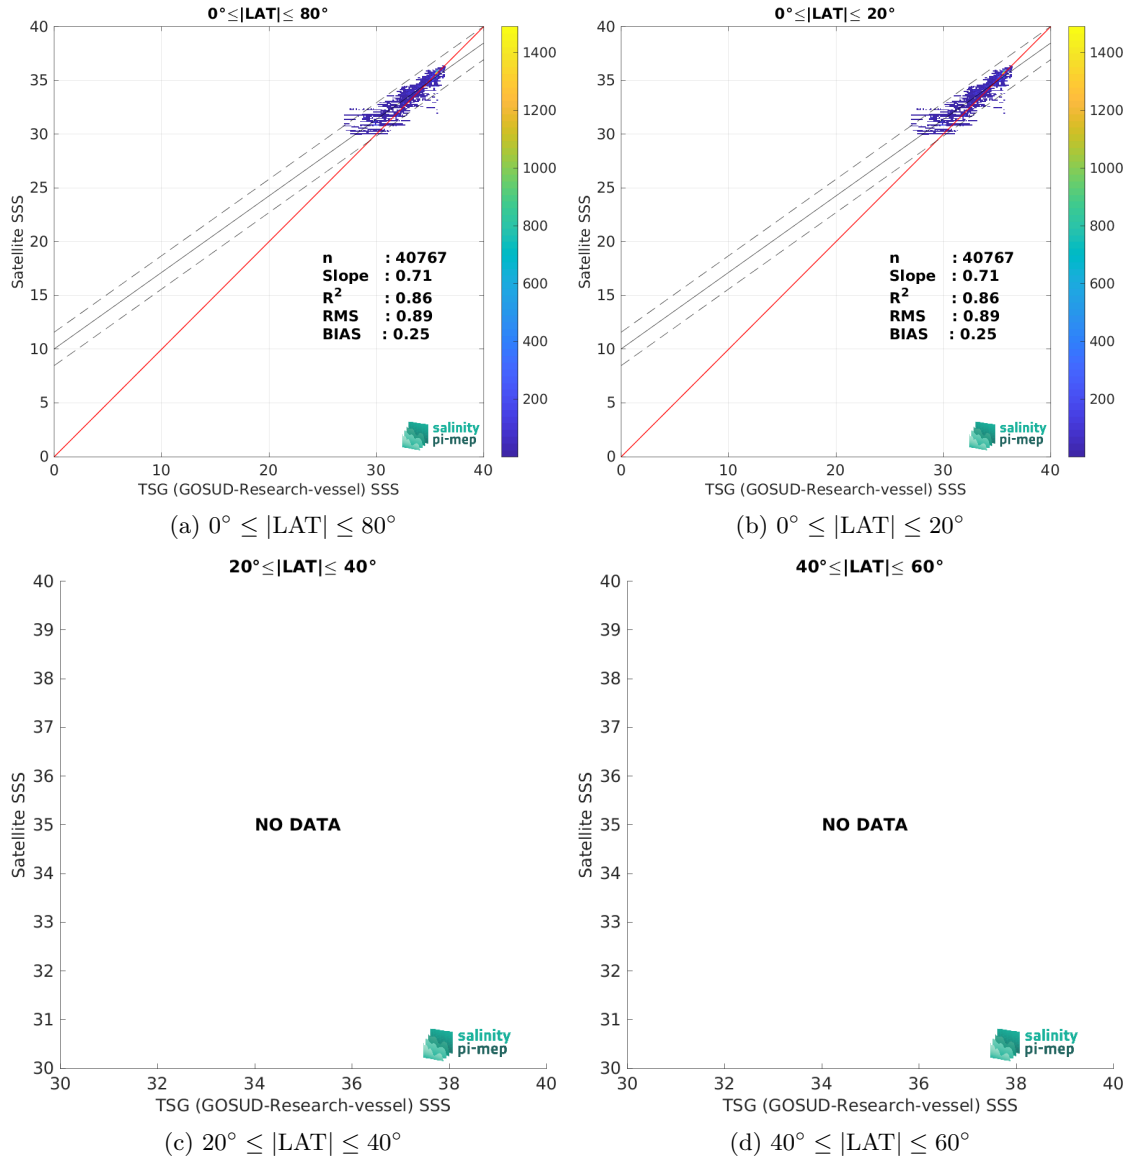 0°≤|LAT|≤ 80°
40
35
30
25
20
15
10
5
0
0
10
20
30
40
Satellite SSS
TSG (GOSUD-Research-vessel) SSS
n : 40767
Slope : 0.71
R² : 0.86
RMS : 0.89
BIAS : 0.25
salinity
pi-mep
1400
1200
1000
800
600
400
200
(a) 0° ≤ |LAT| ≤ 80°
0°≤|LAT|≤ 20°
40
35
30
25
20
15
10
5
0
0
10
20
30
40
Satellite SSS
TSG (GOSUD-Research-vessel) SSS
n : 40767
Slope : 0.71
R² : 0.86
RMS : 0.89
BIAS : 0.25
salinity
pi-mep
1400
1200
1000
800
600
400
200
(b) 0° ≤ |LAT| ≤ 20°
20°≤|LAT|≤ 40°
40
39
38
37
36
35
34
33
32
31
30
30
32
34
36
38
40
Satellite SSS
NO DATA
salinity
pi-mep
TSG (GOSUD-Research-vessel) SSS
(c) 20° ≤ |LAT| ≤ 40°
40°≤|LAT|≤ 60°
40
39
38
37
36
35
34
33
32
31
30
30
32
34
36
38
40
Satellite SSS
NO DATA
salinity
pi-mep
TSG (GOSUD-Research-vessel) SSS
(d) 40° ≤ |LAT| ≤ 60°